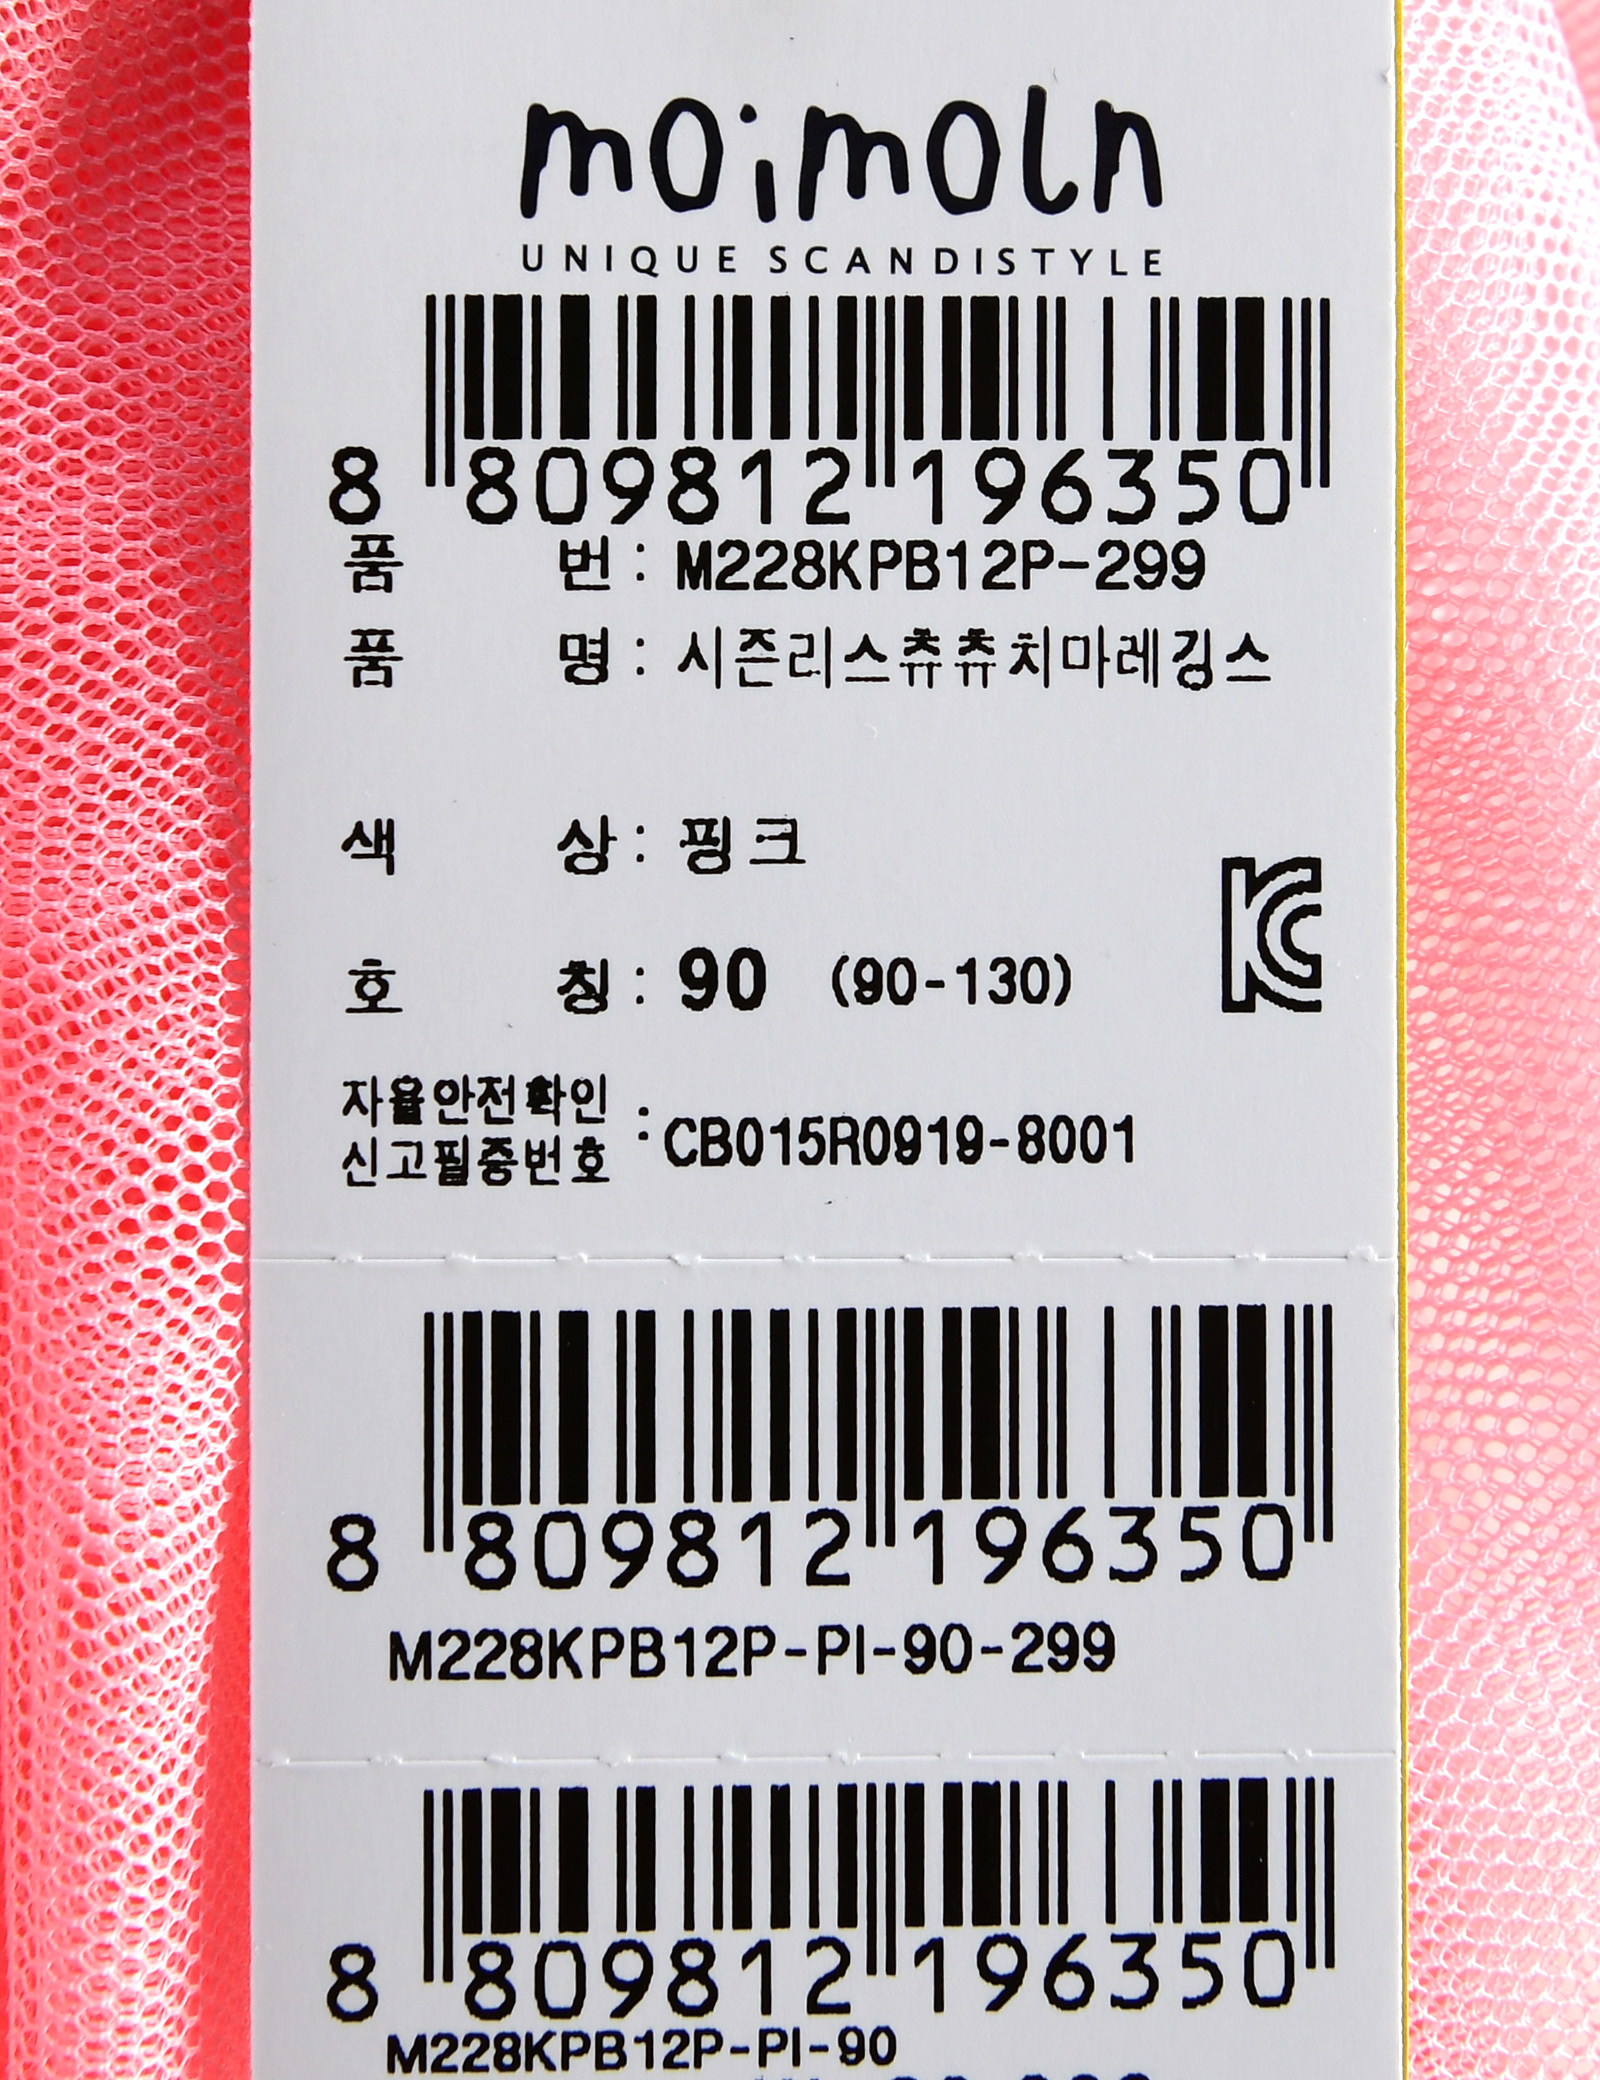 moimoln
UNIQUE SCANDISTYLE
8 809812 196350
품 번 : M228KPB12P-299
품 명 : 시즌리스츄츄치마레깅스
색 상 : 핑크
호 칭 : 90 (90-130)
자율안전확인
신고필증번호 : CB015R0919-8001
8 809812 196350
M228KPB12P-PI-90-299
8 809812 196350
M228KPB12P-PI-90